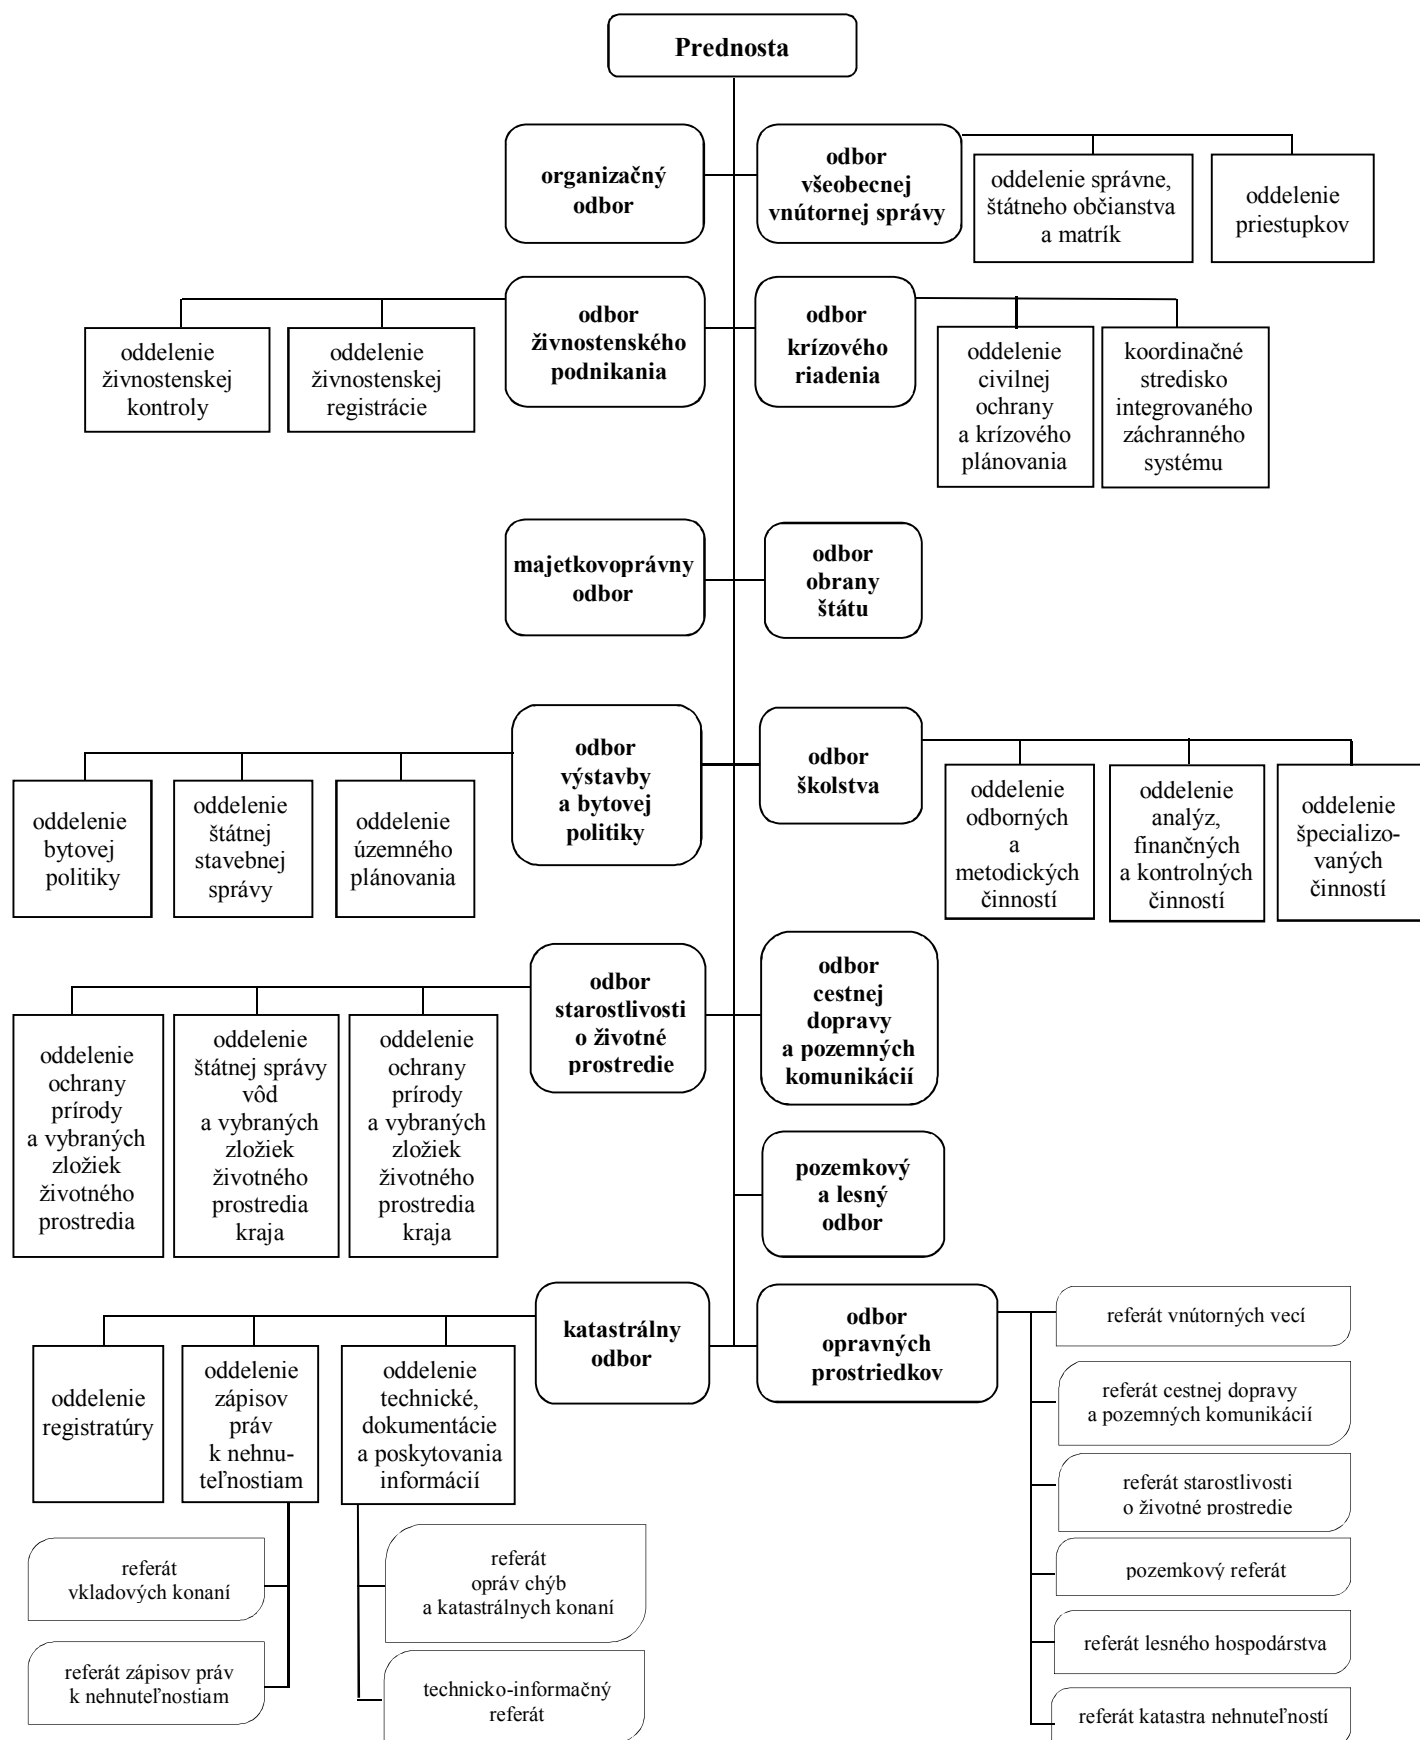 Prednosta
organizačný
odbor
odbor
všeobecnej
vnútornej správy
oddelenie správne,
štátneho občianstva
a matrík
oddelenie
priestupkov
oddelenie
živnostenskej
kontroly
oddelenie
živnostenskej
registrácie
odbor
živnostenského
podnikania
odbor
krízového
riadenia
oddelenie
civilnej
ochrany
a krízového
plánovania
koordinačné
stredisko
integrovaného
záchranného
systému
majetkovoprávny
odbor
odbor
obrany
štátu
oddelenie
bytovej
politiky
oddelenie
štátnej
stavebnej
správy
oddelenie
územného
plánovania
odbor
výstavby
a bytovej
politiky
odbor
školstva
oddelenie
odborných
a
metodických
činností
oddelenie
analýz,
finančných
a kontrolných
činností
oddelenie
špecializo-
vaných
činností
oddelenie
ochrany
prírody
a vybraných
zložiek
životného
prostredia
oddelenie
štátnej správy
vôd
a vybraných
zložiek
životného
prostredia
kraja
oddelenie
ochrany
prírody
a vybraných
zložiek
životného
prostredia
kraja
odbor
starostlivosti
o životné
prostredie
odbor
cestnej
dopravy
a pozemných
komunikácií
pozemkový
a lesný
odbor
oddelenie
registratúry
oddelenie
zápisov
práv
k nehnu-
teľnostiam
oddelenie
technické,
dokumentácie
a poskytovania
informácií
katastrálny
odbor
odbor
opravných
prostriedkov
referát vnútorných vecí
referát cestnej dopravy
a pozemných komunikácií
referát starostlivosti
o životné prostredie
pozemkový referát
referát lesného hospodárstva
referát katastra nehnuteľností
referát
vkladových konaní
referát zápisov práv
k nehnuteľnostiam
referát
opráv chýb
a katastrálnych konaní
technicko-informačný
referát